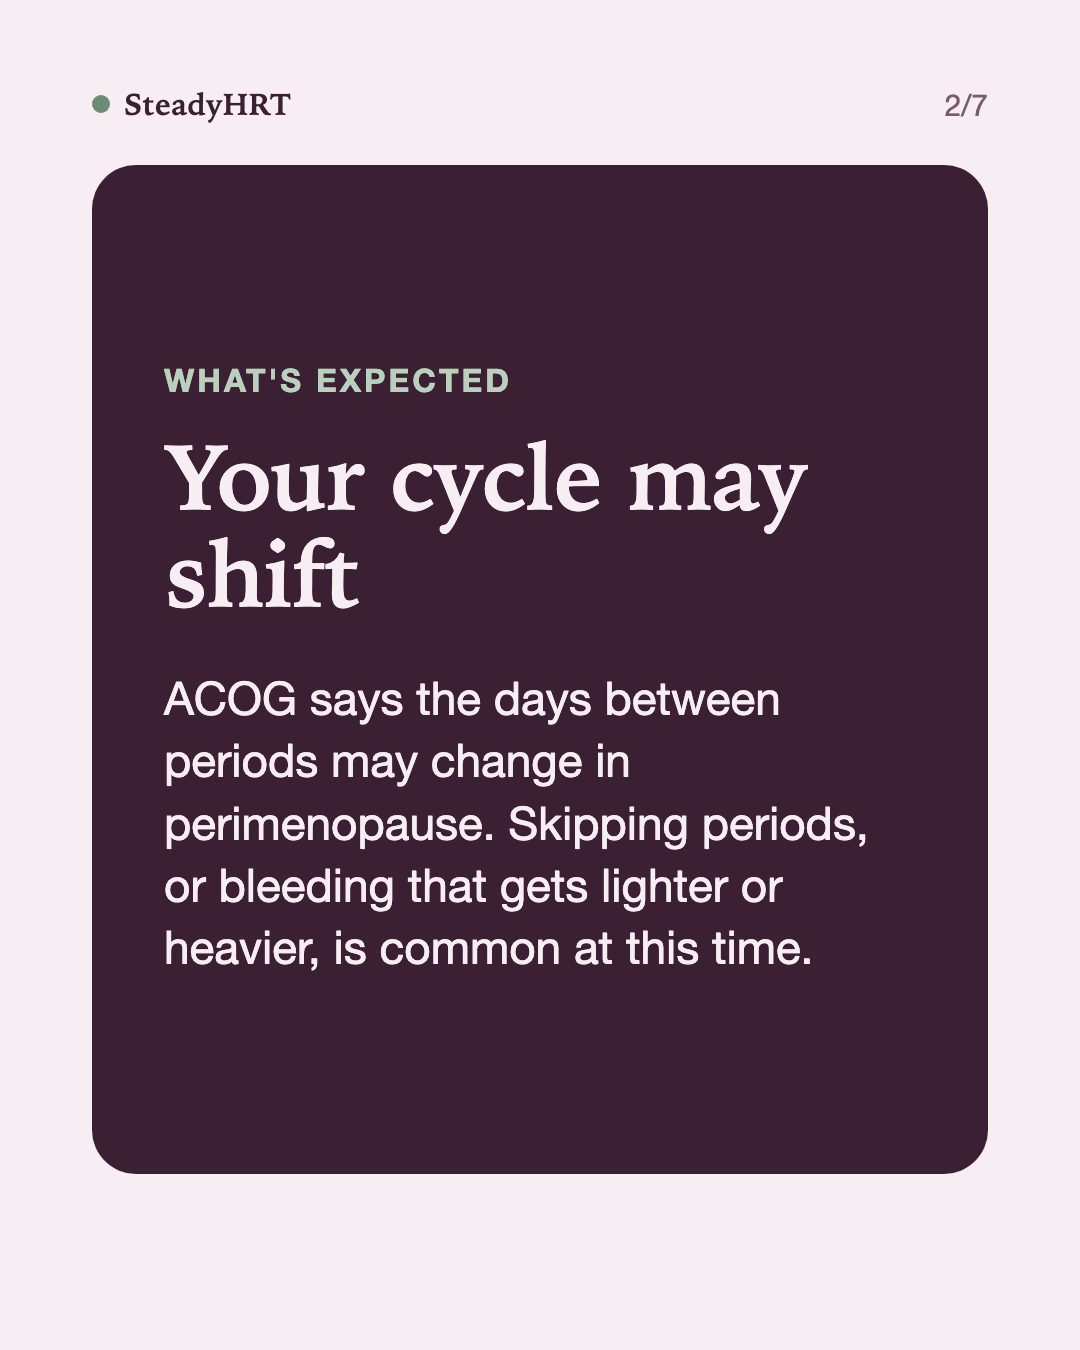 SteadyHRT
2/7
WHAT'S EXPECTED
Your cycle may
shift
ACOG says the days between
periods may change in
perimenopause. Skipping periods,
or bleeding that gets lighter or
heavier, is common at this time.